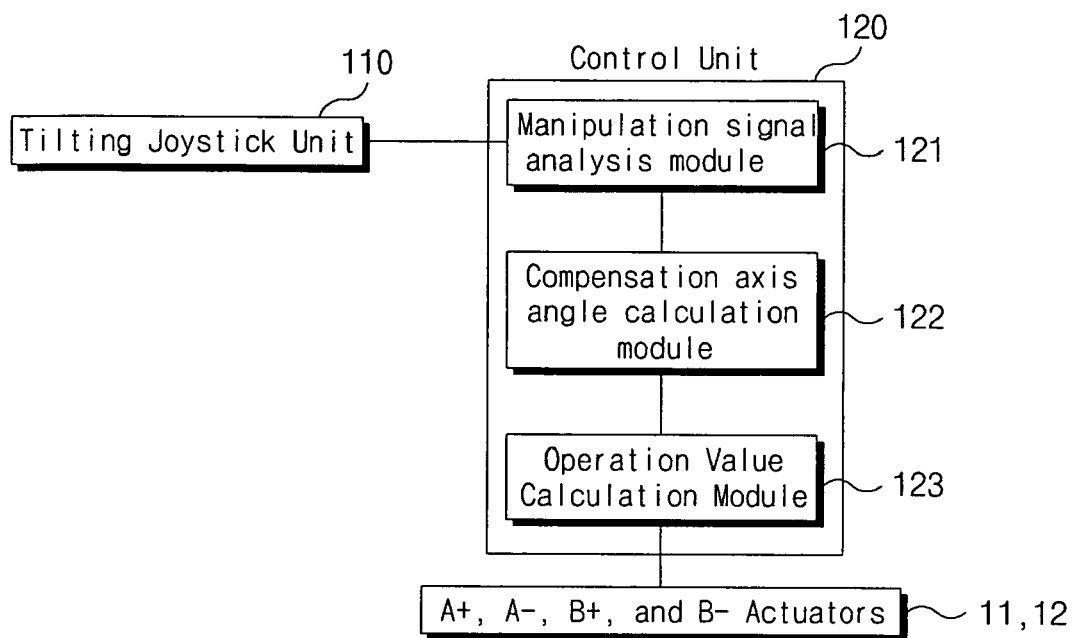 120
Control Unit
110
Tilting Joystick Unit
Manipulation signal
analysis module
121
Compensation axis
angle calculation
module
122
Operation Value
Calculation Module
123
A+, A-, B+, and B- Actuators
11,12